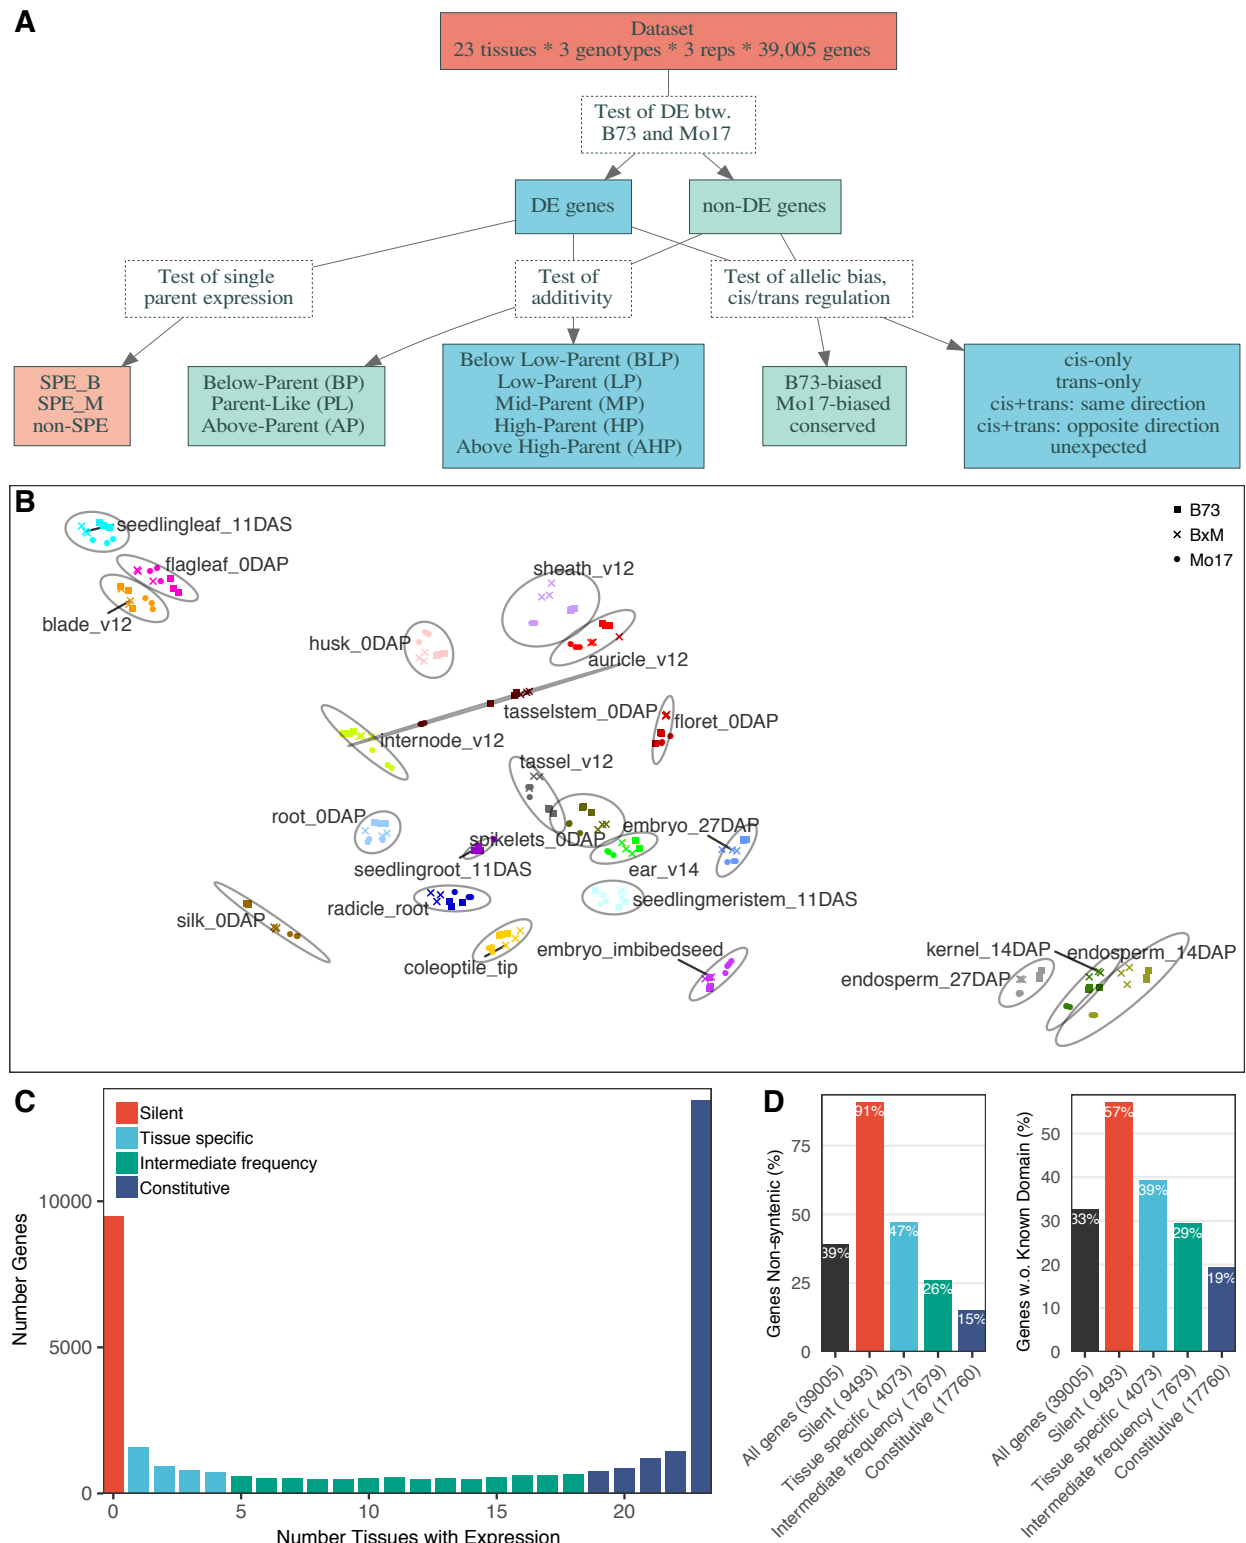 A
Dataset
23 tissues * 3 genotypes * 3 reps * 39,005 genes
Test of DE btw.
B73 and Mo17
DE genes
non-DE genes
Test of single
parent expression
Test of
additivity
Test of allelic bias,
cis/trans regulation
SPE_B
SPE_M
non-SPE
Below-Parent (BP)
Parent-Like (PL)
Above-Parent (AP)
Below Low-Parent (BLP)
Low-Parent (LP)
Mid-Parent (MP)
High-Parent (HP)
Above High-Parent (AHP)
B73-biased
Mo17-biased
conserved
cis-only
trans-only
cis+trans: same direction
cis+trans: opposite direction
unexpected
B
B73
BxM
Mo17
seedlingleaf_11DAS
flagleaf_0DAP
blade_v12
sheath_v12
husk_0DAP
auricle_v12
tasselstem_0DAP
floret_0DAP
internode_v12
tassel_v12
root_0DAP
spikelets_0DAP
embryo_27DAP
seedlingroot_11DAS
ear_v14
radicle_root
seedlingmeristem_11DAS
silk_0DAP
coleoptile_tip
embryo_imbibedseed
kernel_14DAP
endosperm_14DAP
endosperm_27DAP
C
Silent
Tissue specific
Intermediate frequency
Constitutive
Number Genes
10000
5000
0
0 5 10 15 20
Number Tissues with Expression
D
Genes Non-syntenic (%)
75
50
25
0
39%
91%
47%
26%
15%
All genes (39005)
Silent ( 9493)
Tissue specific ( 4073)
Intermediate frequency ( 7679)
Constitutive (17760)
Genes w.o. Known Domain (%)
50
40
30
20
10
0
33%
57%
39%
29%
19%
All genes (39005)
Silent ( 9493)
Tissue specific ( 4073)
Intermediate frequency ( 7679)
Constitutive (17760)